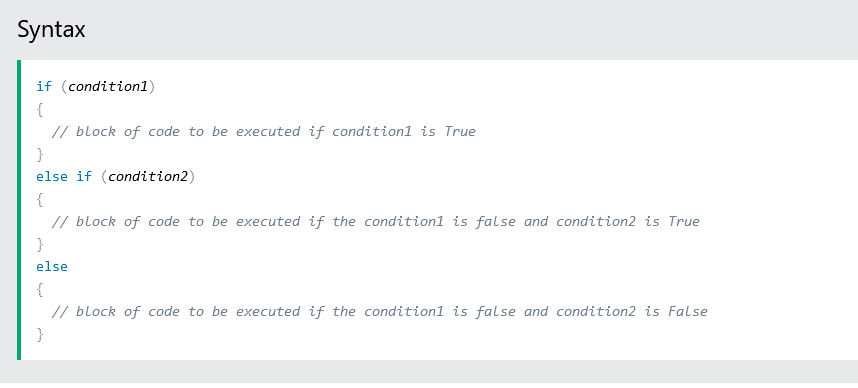 Syntax
if (condition1)
{
  // block of code to be executed if condition1 is True
}
else if (condition2)
{
  // block of code to be executed if the condition1 is false and condition2 is True
}
else
{
  // block of code to be executed if the condition1 is false and condition2 is False
}